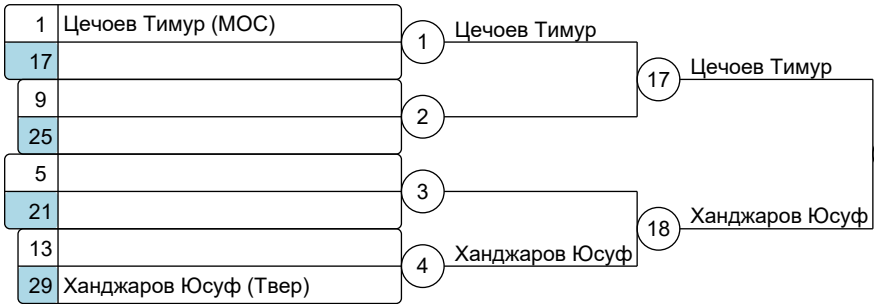 1 Цечоев Тимур (МОС)
17
1 Цечоев Тимур
9
25
2
17 Цечоев Тимур
5
21
3
13
29 Ханджаров Юсуф (Твер)
4 Ханджаров Юсуф
18 Ханджаров Юсуф